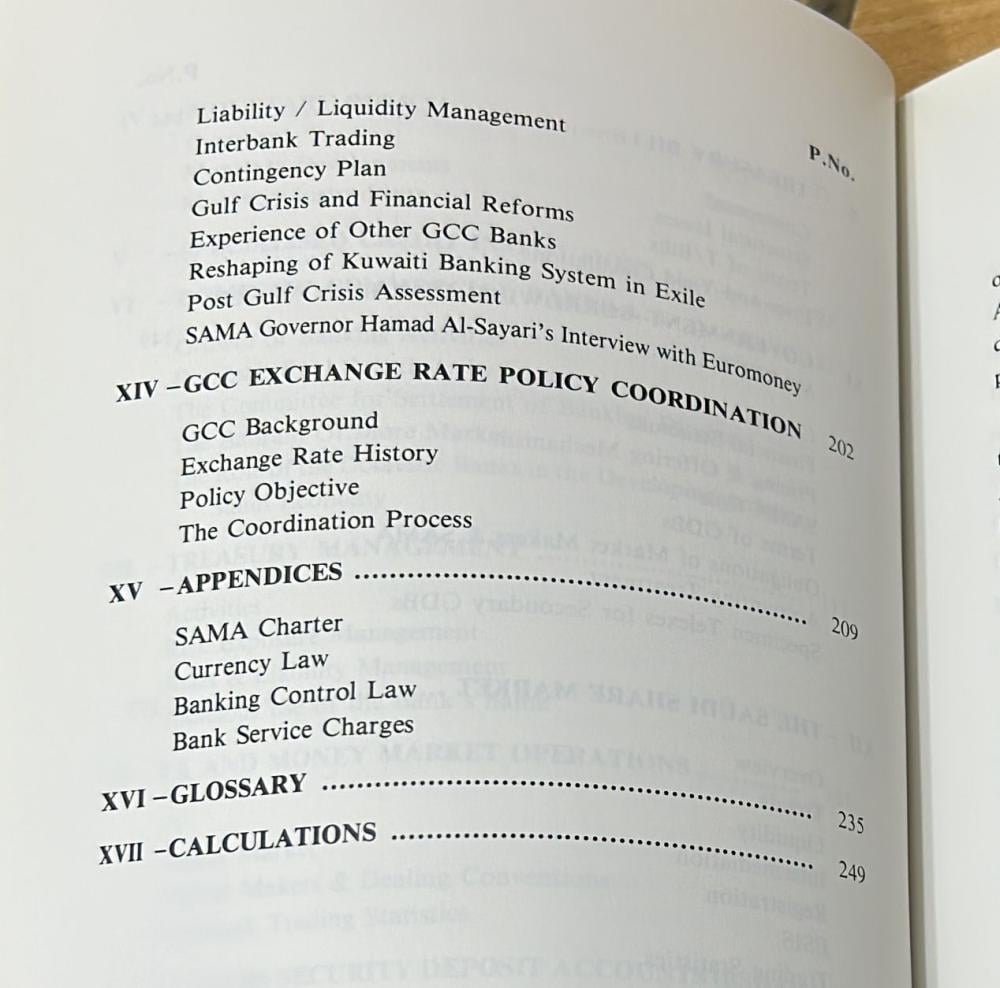 P.No.
Liability / Liquidity Management
Interbank Trading
Contingency Plan
Gulf Crisis and Financial Reforms
Experience of Other GCC Banks
Reshaping of Kuwaiti Banking System in Exile
Post Gulf Crisis Assessment
SAMA Governor Hamad Al-Sayari's Interview with Euromoney
XIV –GCC EXCHANGE RATE POLICY COORDINATION 202
GCC Background
Exchange Rate History
Policy Objective
The Coordination Process
XV –APPENDICES ........................................................ 209
SAMA Charter
Currency Law
Banking Control Law
Bank Service Charges
XVI –GLOSSARY ............................................................ 235
XVII –CALCULATIONS .................................................... 249